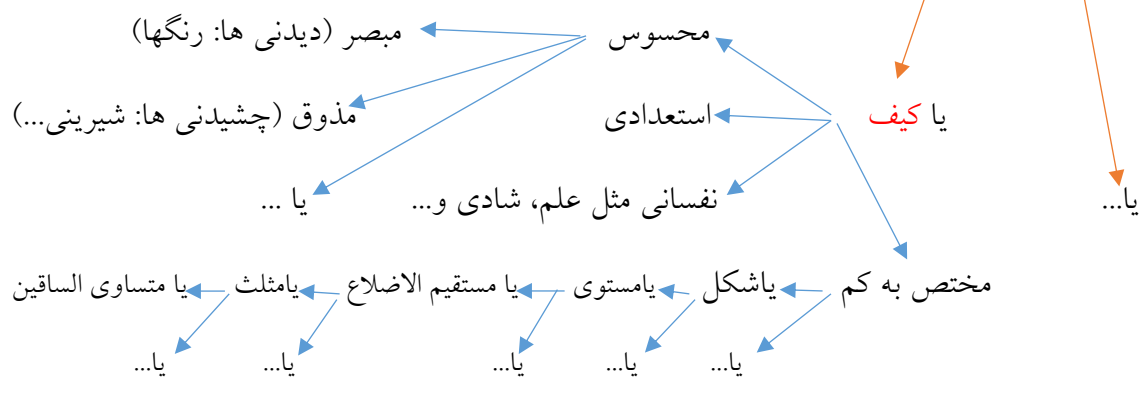 محسوس مبصر (دیدنی ها: رنگها)
یا کیف استعدادی مذوق (چشیدنی ها: شیرینی...)
یا... نفسانی مثل علم، شادی و... یا ...
مختص به کم یاشکل یامستوی یا مستقیم الاضلاع یامثلث یا متساوی الساقین
یا... یا... یا... یا... یا...